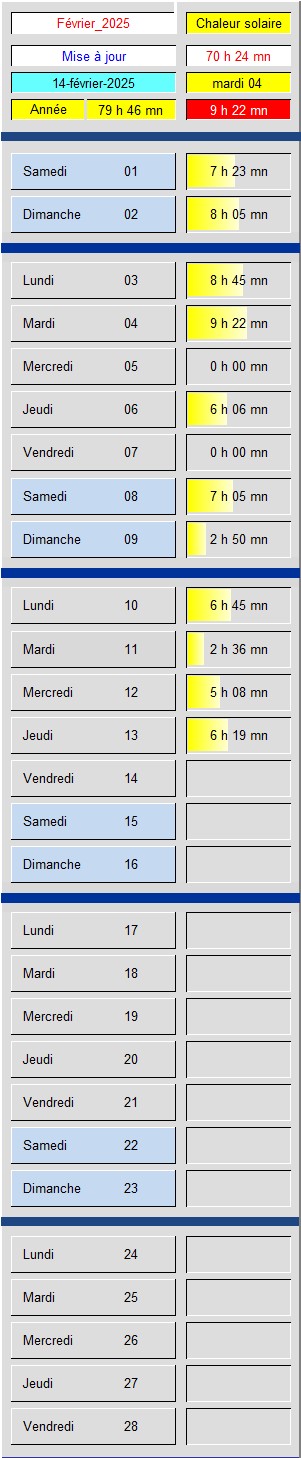 Février_2025 Chaleur solaire
Mise à jour 70 h 24 mn
14-février-2025 mardi 04
Année 79 h 46 mn 9 h 22 mn
Samedi 01 7 h 23 mn
Dimanche 02 8 h 05 mn
Lundi 03 8 h 45 mn
Mardi 04 9 h 22 mn
Mercredi 05 0 h 00 mn
Jeudi 06 6 h 06 mn
Vendredi 07 0 h 00 mn
Samedi 08 7 h 05 mn
Dimanche 09 2 h 50 mn
Lundi 10 6 h 45 mn
Mardi 11 2 h 36 mn
Mercredi 12 5 h 08 mn
Jeudi 13 6 h 19 mn
Vendredi 14
Samedi 15
Dimanche 16
Lundi 17
Mardi 18
Mercredi 19
Jeudi 20
Vendredi 21
Samedi 22
Dimanche 23
Lundi 24
Mardi 25
Mercredi 26
Jeudi 27
Vendredi 28